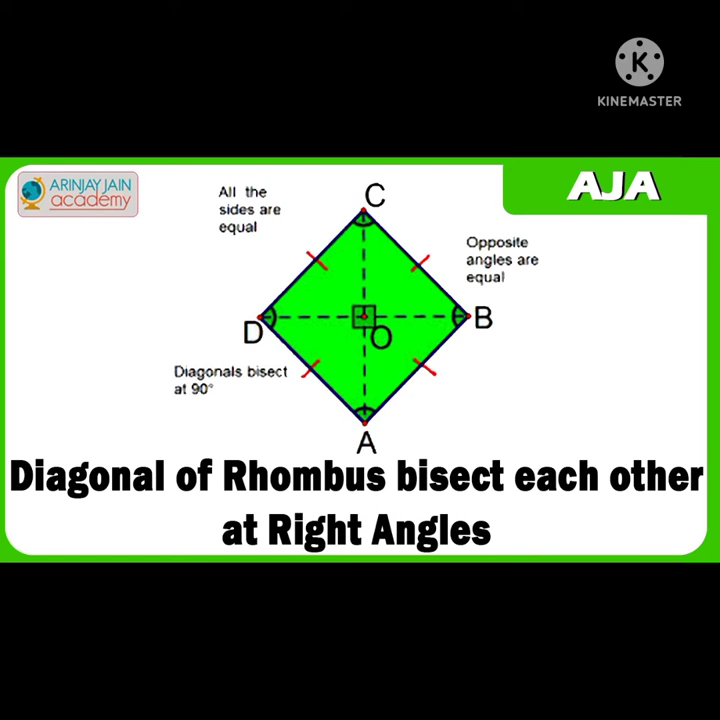 KINEMASTER
ARINJAY JAIN
academy
AJA
All the
sides are
equal
C
Opposite
angles are
equal
D
B
O
Diagonals bisect
at 90°
A
Diagonal of Rhombus bisect each other
at Right Angles